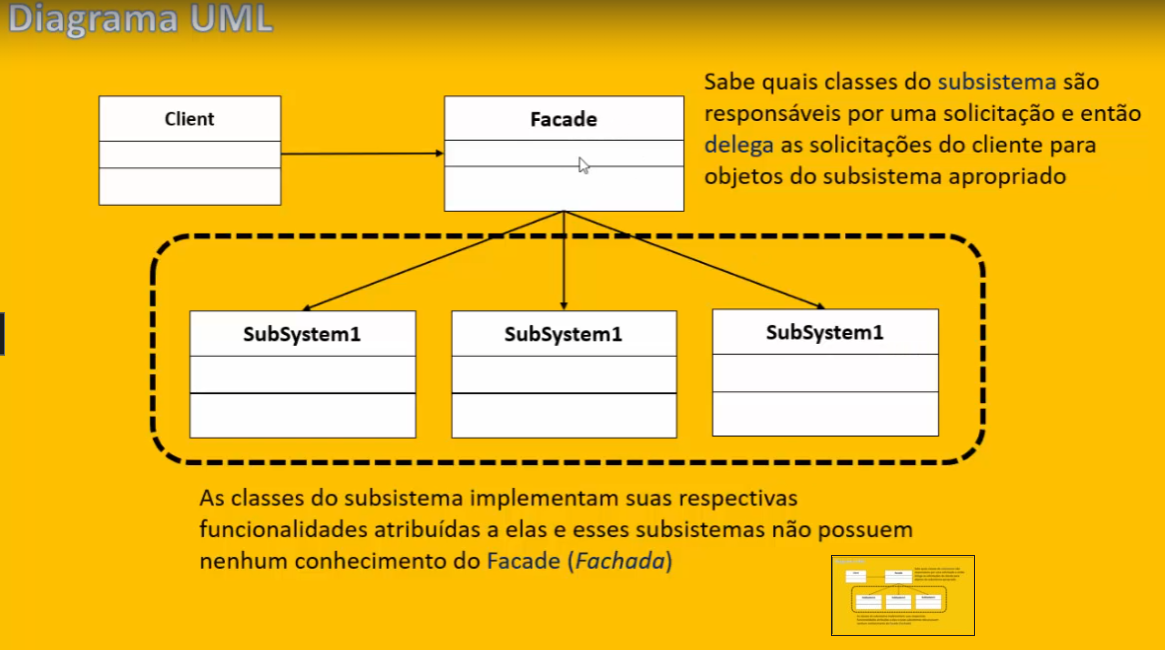 Diagrama UML
Sabe quais classes do subsistema são
responsáveis por uma solicitação e então
delega as solicitações do cliente para
objetos do subsistema apropriado
Client
Facade
SubSystem1
SubSystem1
SubSystem1
As classes do subsistema implementam suas respectivas
funcionalidades atribuídas a elas e esses subsistemas não possuem
nenhum conhecimento do Facade (Fachada)